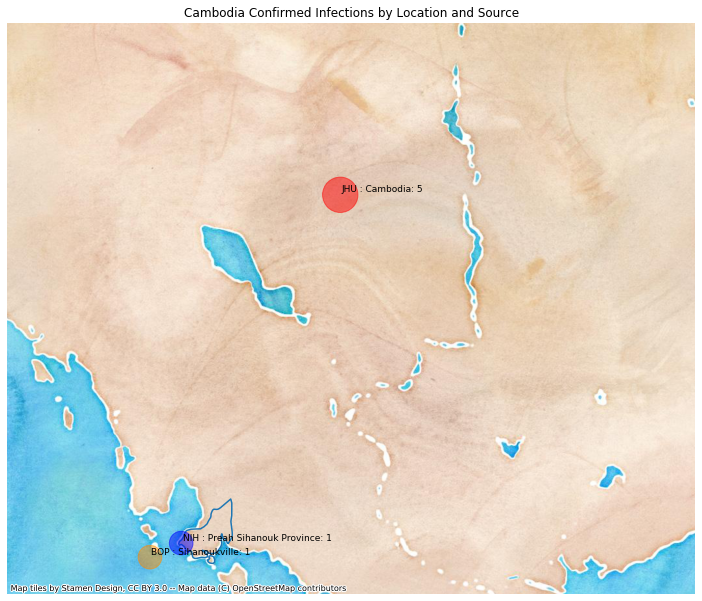 Cambodia Confirmed Infections by Location and Source
JHU : Cambodia: 5
NIH : Preah Sihanouk Province: 1
BOP : Sihanoukville: 1
Map tiles by Stamen Design, CC BY 3.0 -- Map data (C) OpenStreetMap contributors